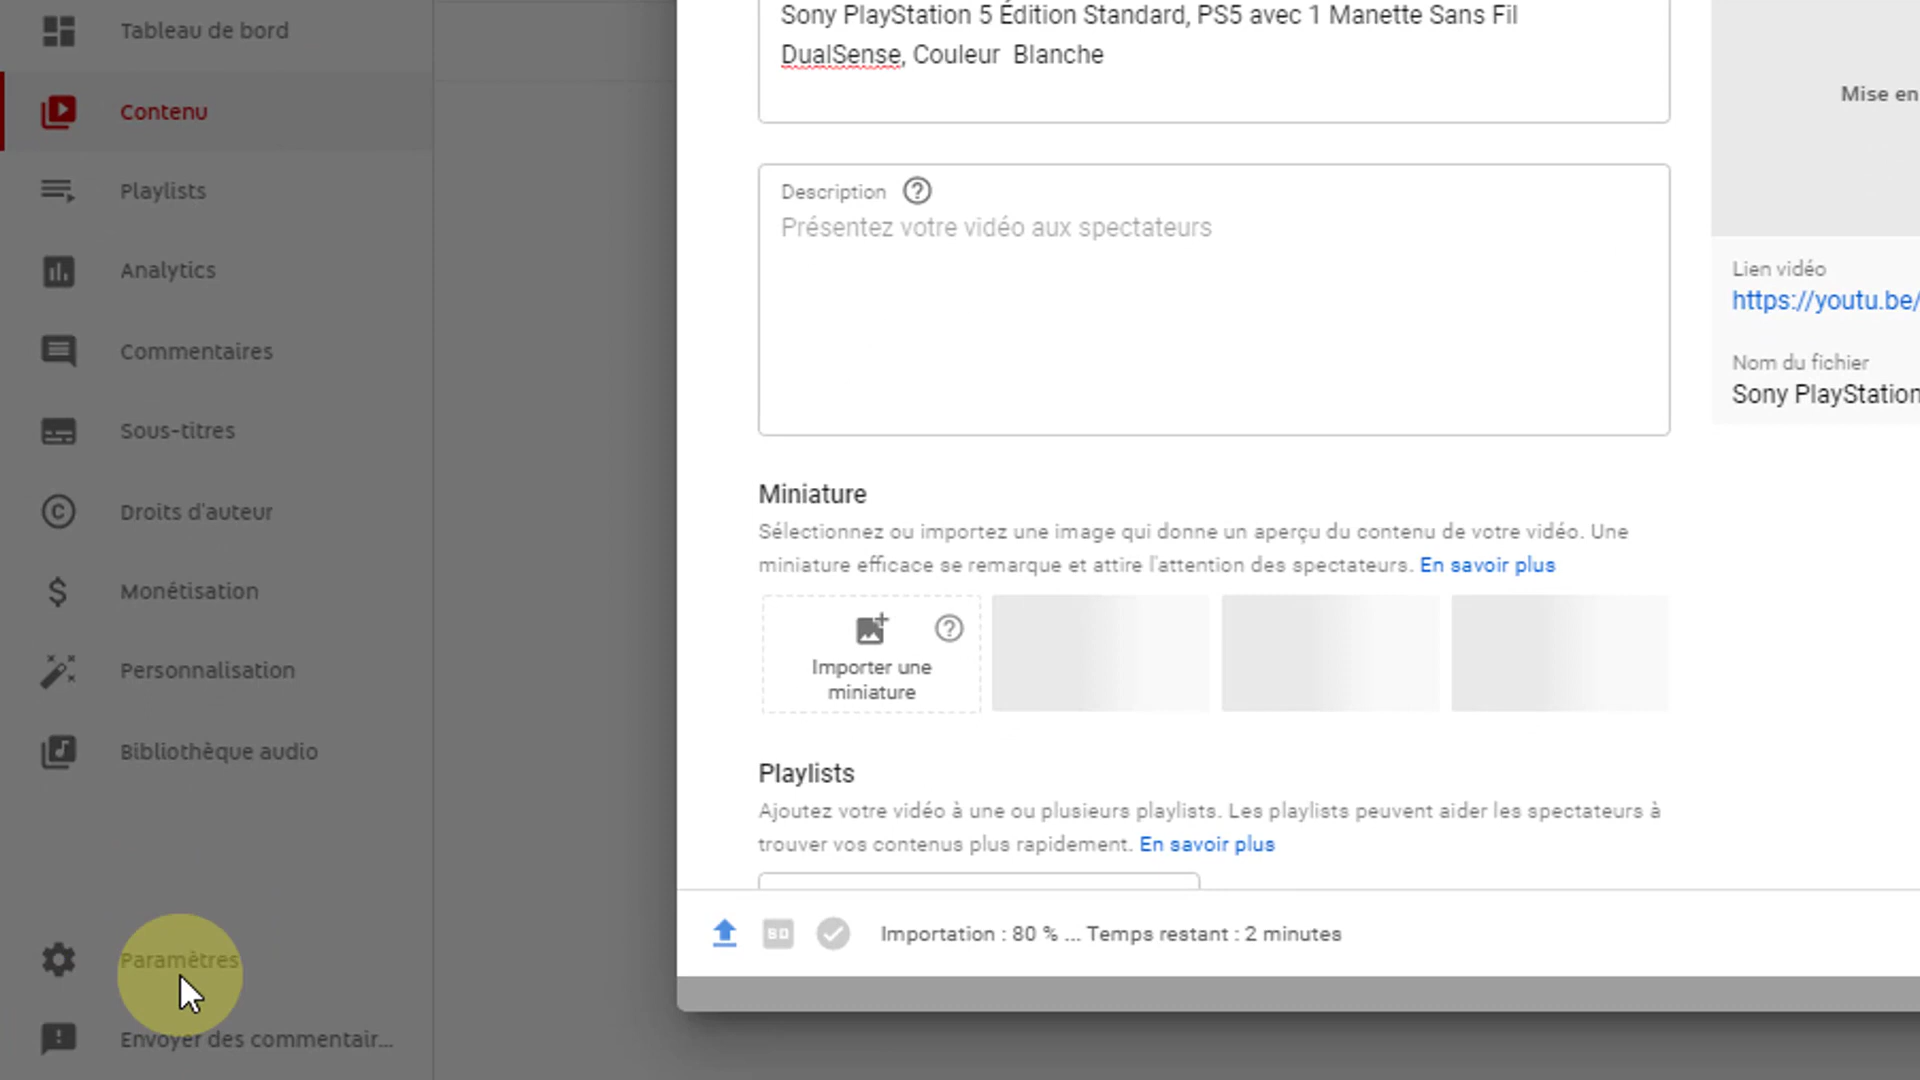 Tableau de bord
Contenu
Playlists
Analytics
Commentaires
Sous-titres
Droits d'auteur
Monétisation
Personnalisation
Bibliothèque audio
Paramètres
Envoyer des commentair...
Sony PlayStation 5 Édition Standard, PS5 avec 1 Manette Sans Fil
DualSense, Couleur  Blanche
Description
Présentez votre vidéo aux spectateurs
Miniature
Sélectionnez ou importez une image qui donne un aperçu du contenu de votre vidéo. Une
miniature efficace se remarque et attire l'attention des spectateurs. En savoir plus
Importer une
miniature
Playlists
Ajoutez votre vidéo à une ou plusieurs playlists. Les playlists peuvent aider les spectateurs à
trouver vos contenus plus rapidement. En savoir plus
SD Importation : 80 % ... Temps restant : 2 minutes
Mise en
Lien vidéo
https://youtu.be/
Nom du fichier
Sony PlayStation